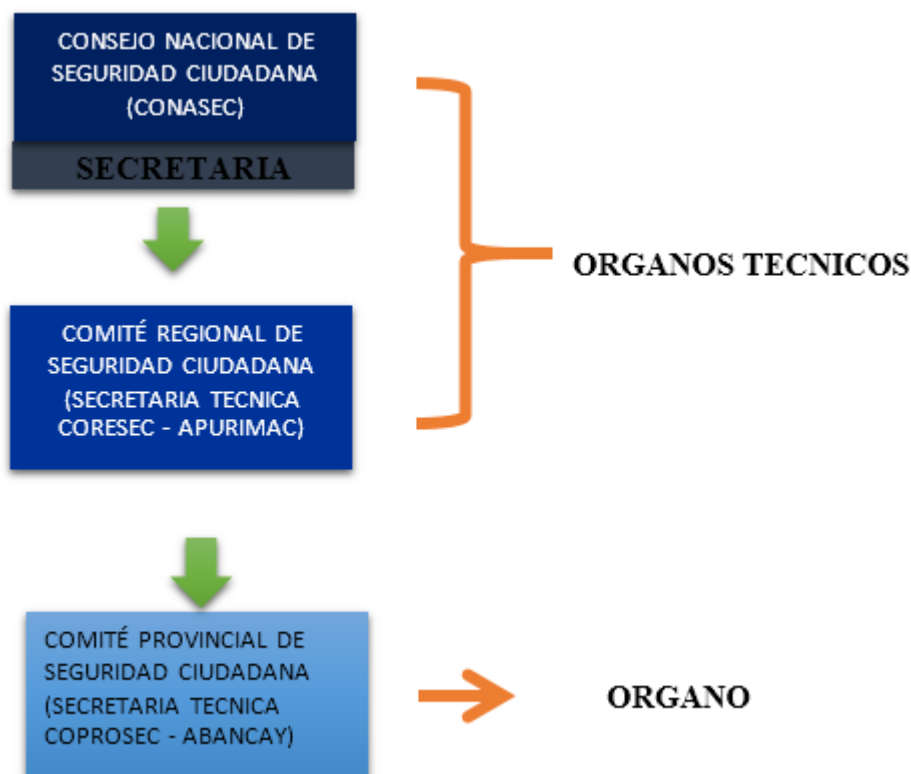 CONSEJO NACIONAL DE
SEGURIDAD CIUDADANA
(CONASEC)
SECRETARIA
ORGANOS TECNICOS
COMITÉ REGIONAL DE
SEGURIDAD CIUDADANA
(SECRETARIA TECNICA
CORESEC - APURIMAC)
COMITÉ PROVINCIAL DE
SEGURIDAD CIUDADANA
(SECRETARIA TECNICA
COPROSEC - ABANCAY)
ORGANO